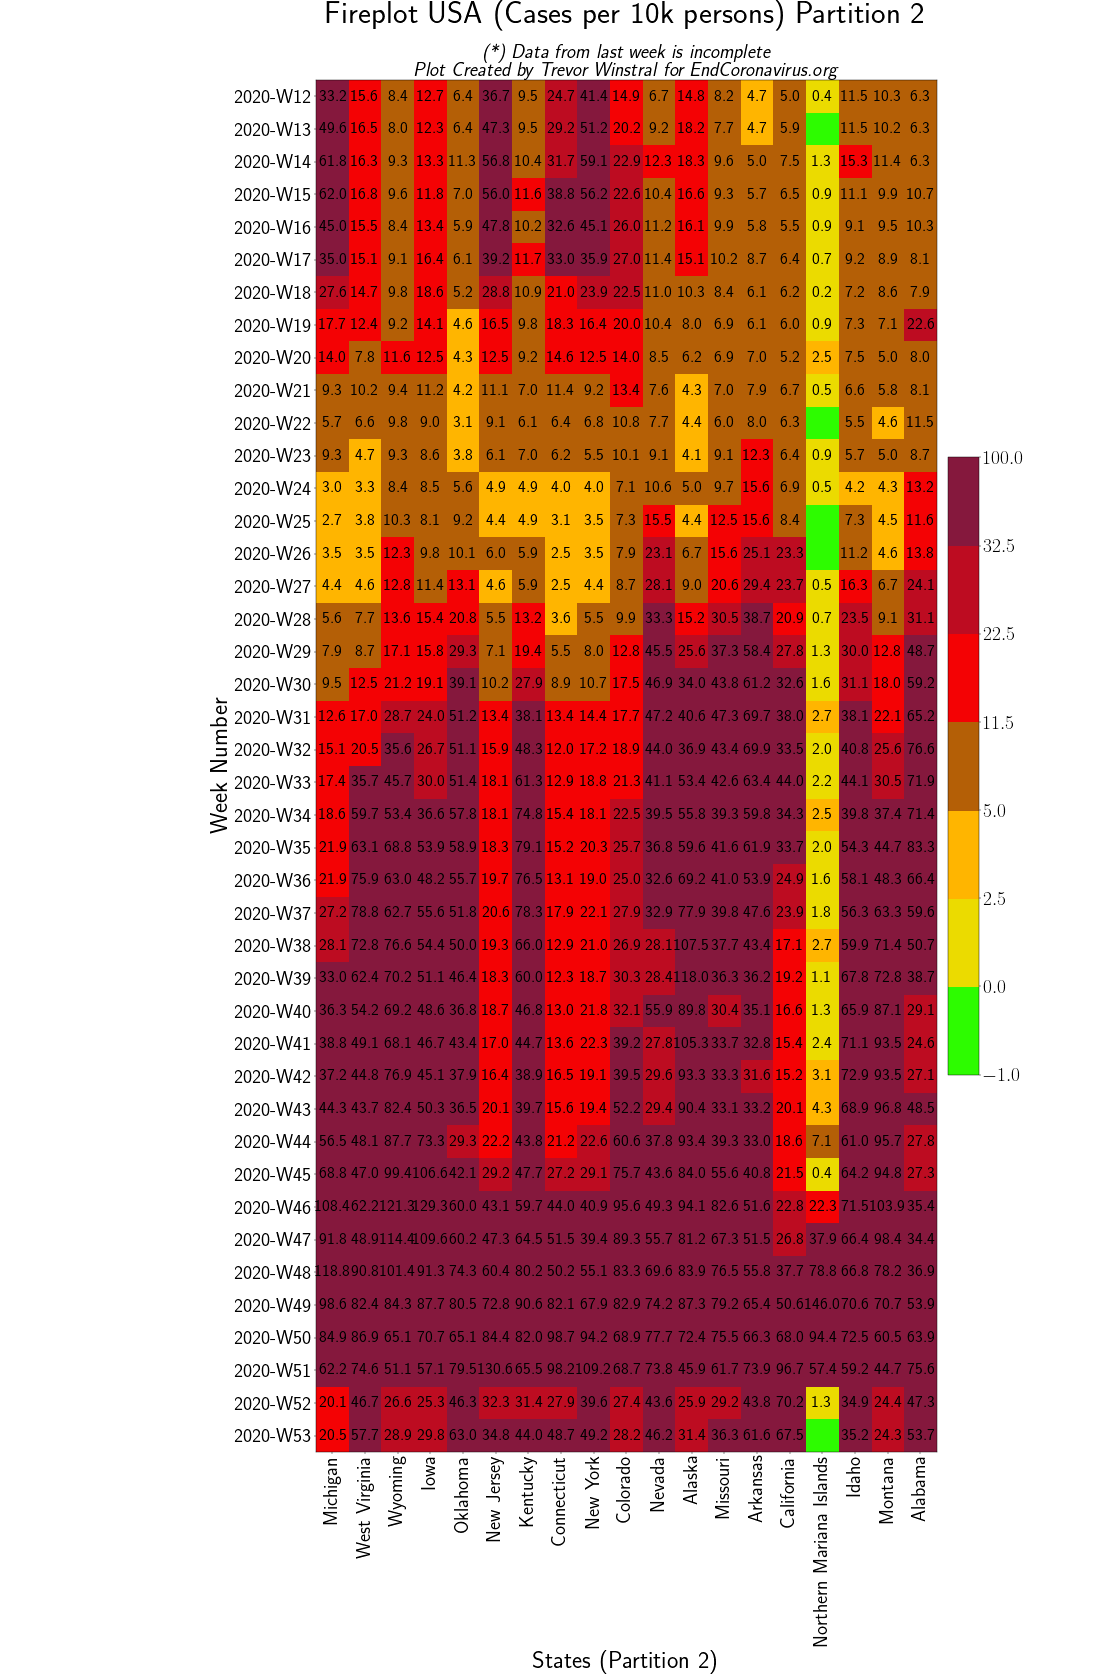 Fireplot USA (Cases per 10k persons) Partition 2
(*) Data from last week is incomplete
Plot Created by Trevor Winstral for EndCoronavirus.org
2020-W12 33.2 15.6 8.4 12.7 6.4 36.7 9.5 24.7 41.4 14.9 6.7 14.8 8.2 4.7 5.0 0.4 11.5 10.3 6.3
2020-W13 49.6 16.5 8.0 12.3 6.4 47.3 9.5 29.2 51.2 20.2 9.2 18.2 7.7 4.7 5.9 11.5 10.2 6.3
2020-W14 61.8 16.3 9.3 13.3 11.3 56.8 10.4 31.7 59.1 22.9 12.3 18.3 9.6 5.0 7.5 1.3 15.3 11.4 6.3
2020-W15 62.0 16.8 9.6 11.8 7.0 56.0 11.6 38.8 56.2 22.6 10.4 16.6 9.3 5.7 6.5 0.9 11.1 9.9 10.7
2020-W16 45.0 15.5 8.4 13.4 5.9 47.8 10.2 32.6 45.1 26.0 11.2 16.1 9.9 5.8 5.5 0.9 9.1 9.5 10.3
2020-W17 35.0 15.1 9.1 16.4 6.1 39.2 11.7 33.0 35.9 27.0 11.4 15.1 10.2 8.7 6.4 0.7 9.2 8.9 8.1
2020-W18 27.6 14.7 9.8 18.6 5.2 28.8 10.9 21.0 23.9 22.5 11.0 10.3 8.4 6.1 6.2 0.2 7.2 8.6 7.9
2020-W19 17.7 12.4 9.2 14.1 4.6 16.5 9.8 18.3 16.4 20.0 10.4 8.0 6.9 6.1 6.0 0.9 7.3 7.1 22.6
2020-W20 14.0 7.8 11.6 12.5 4.3 12.5 9.2 14.6 12.5 14.0 8.5 6.2 6.9 7.0 5.2 2.5 7.5 5.0 8.0
2020-W21 9.3 10.2 9.4 11.2 4.2 11.1 7.0 11.4 9.2 13.4 7.6 4.3 7.0 7.9 6.7 0.5 6.6 5.8 8.1
2020-W22 5.7 6.6 9.8 9.0 3.1 9.1 6.1 6.4 6.8 10.8 7.7 4.4 6.0 8.0 6.3 5.5 4.6 11.5
2020-W23 9.3 4.7 9.3 8.6 3.8 6.1 7.0 6.2 5.5 10.1 9.1 4.1 9.1 12.3 6.4 0.9 5.7 5.0 8.7
2020-W24 3.0 3.3 8.4 8.5 5.6 4.9 4.9 4.0 4.0 7.1 10.6 5.0 9.7 15.6 6.9 0.5 4.2 4.3 13.2
2020-W25 2.7 3.8 10.3 8.1 9.2 4.4 4.9 3.1 3.5 7.3 15.5 4.4 12.5 15.6 8.4 7.3 4.5 11.6
2020-W26 3.5 3.5 12.3 9.8 10.1 6.0 5.9 2.5 3.5 7.9 23.1 6.7 15.6 25.1 23.3 11.2 4.6 13.8
2020-W27 4.4 4.6 12.8 11.4 13.1 4.6 5.9 2.5 4.4 8.7 28.1 9.0 20.6 29.4 23.7 0.5 16.3 6.7 24.1
2020-W28 5.6 7.7 13.6 15.4 20.8 5.5 13.2 3.6 5.5 9.9 33.3 15.2 30.5 38.7 20.9 0.7 23.5 9.1 31.1
2020-W29 7.9 8.7 17.1 15.8 29.3 7.1 19.4 5.5 8.0 12.8 45.5 25.6 37.3 58.4 27.8 1.3 30.0 12.8 48.7
2020-W30 9.5 12.5 21.2 19.1 39.1 10.2 27.9 8.9 10.7 17.5 46.9 34.0 43.8 61.2 32.6 1.6 31.1 18.0 59.2
2020-W31 12.6 17.0 28.7 24.0 51.2 13.4 38.1 13.4 14.4 17.7 47.2 40.6 47.3 69.7 38.0 2.7 38.1 22.1 65.2
2020-W32 15.1 20.5 35.6 26.7 51.1 15.9 48.3 12.0 17.2 18.9 44.0 36.9 43.4 69.9 33.5 2.0 40.8 25.6 76.6
2020-W33 17.4 35.7 45.7 30.0 51.4 18.1 61.3 12.9 18.8 21.3 41.1 53.4 42.6 63.4 44.0 2.2 44.1 30.5 71.9
2020-W34 18.6 59.7 53.4 36.6 57.8 18.1 74.8 15.4 18.1 22.5 39.5 55.8 39.3 59.8 34.3 2.5 39.8 37.4 71.4
2020-W35 21.9 63.1 68.8 53.9 58.9 18.3 79.1 15.2 20.3 25.7 36.8 59.6 41.6 61.9 33.7 2.0 54.3 44.7 83.3
2020-W36 21.9 75.9 63.0 48.2 55.7 19.7 76.5 13.1 19.0 25.0 32.6 69.2 41.0 53.9 24.9 1.6 58.1 48.3 66.4
2020-W37 27.2 78.8 62.7 55.6 51.8 20.6 78.3 17.9 22.1 27.9 32.9 77.9 39.8 47.6 23.9 1.8 56.3 63.3 59.6
2020-W38 28.1 72.8 76.6 54.4 50.0 19.3 66.0 12.9 21.0 26.9 28.1 107.5 37.7 43.4 17.1 2.7 59.9 71.4 50.7
2020-W39 33.0 62.4 70.2 51.1 46.4 18.3 60.0 12.3 18.7 30.3 28.4 118.0 36.3 36.2 19.2 1.1 67.8 72.8 38.7
2020-W40 36.3 54.2 69.2 48.6 36.8 18.7 46.8 13.0 21.8 32.1 55.9 89.8 30.4 35.1 16.6 1.3 65.9 87.1 29.1
2020-W41 38.8 49.1 68.1 46.7 43.4 17.0 44.7 13.6 22.3 39.2 27.8 105.3 33.7 32.8 15.4 2.4 71.1 93.5 24.6
2020-W42 37.2 44.8 76.9 45.1 37.9 16.4 38.9 16.5 19.1 39.5 29.6 93.3 33.3 31.6 15.2 3.1 72.9 93.5 27.1
2020-W43 44.3 43.7 82.4 50.3 36.5 20.1 39.7 15.6 19.4 52.2 29.4 90.4 33.1 33.2 20.1 4.3 68.9 96.8 48.5
2020-W44 56.5 48.1 87.7 73.3 29.3 22.2 43.8 21.2 22.6 60.6 37.8 93.4 39.3 33.0 18.6 7.1 61.0 95.7 27.8
2020-W45 68.8 47.0 99.4 106.6 42.1 29.2 47.7 27.2 29.1 75.7 43.6 84.0 55.6 40.8 21.5 0.4 64.2 94.8 27.3
2020-W46 108.4 62.2 121.3 129.3 60.0 43.1 59.7 44.0 40.9 95.6 49.3 94.1 82.6 51.6 22.8 22.3 71.5 103.9 35.4
2020-W47 91.8 48.9 114.4 109.6 60.2 47.3 64.5 51.5 39.4 89.3 55.7 81.2 67.3 51.5 26.8 37.9 66.4 98.4 34.4
2020-W48 118.8 90.8 101.4 91.3 74.3 60.4 80.2 50.2 55.1 83.3 69.6 83.9 76.5 55.8 37.7 78.8 66.8 78.2 36.9
2020-W49 98.6 82.4 84.3 87.7 80.5 72.8 90.6 82.1 67.9 82.9 74.2 87.3 79.2 65.4 50.6 146.0 70.6 70.7 53.9
2020-W50 84.9 86.9 65.1 70.7 65.1 84.4 82.0 98.7 94.2 68.9 77.7 72.4 75.5 66.3 68.0 94.4 72.5 60.5 63.9
2020-W51 62.2 74.6 51.1 57.1 79.5 130.6 65.5 98.2 109.2 68.7 73.8 45.9 61.7 73.9 96.7 57.4 59.2 44.7 75.6
2020-W52 20.1 46.7 26.6 25.3 46.3 32.3 31.4 27.9 39.6 27.4 43.6 25.9 29.2 43.8 70.2 1.3 34.9 24.4 47.3
2020-W53 20.5 57.7 28.9 29.8 63.0 34.8 44.0 48.7 49.2 28.2 46.2 31.4 36.3 61.6 67.5 35.2 24.3 53.7
Week Number
Michigan
West Virginia
Wyoming
Iowa
Oklahoma
New Jersey
Kentucky
Connecticut
New York
Colorado
Nevada
Alaska
Missouri
Arkansas
California
Northern Mariana Islands
Idaho
Montana
Alabama
States (Partition 2)
100.0
32.5
22.5
11.5
5.0
2.5
0.0
−1.0